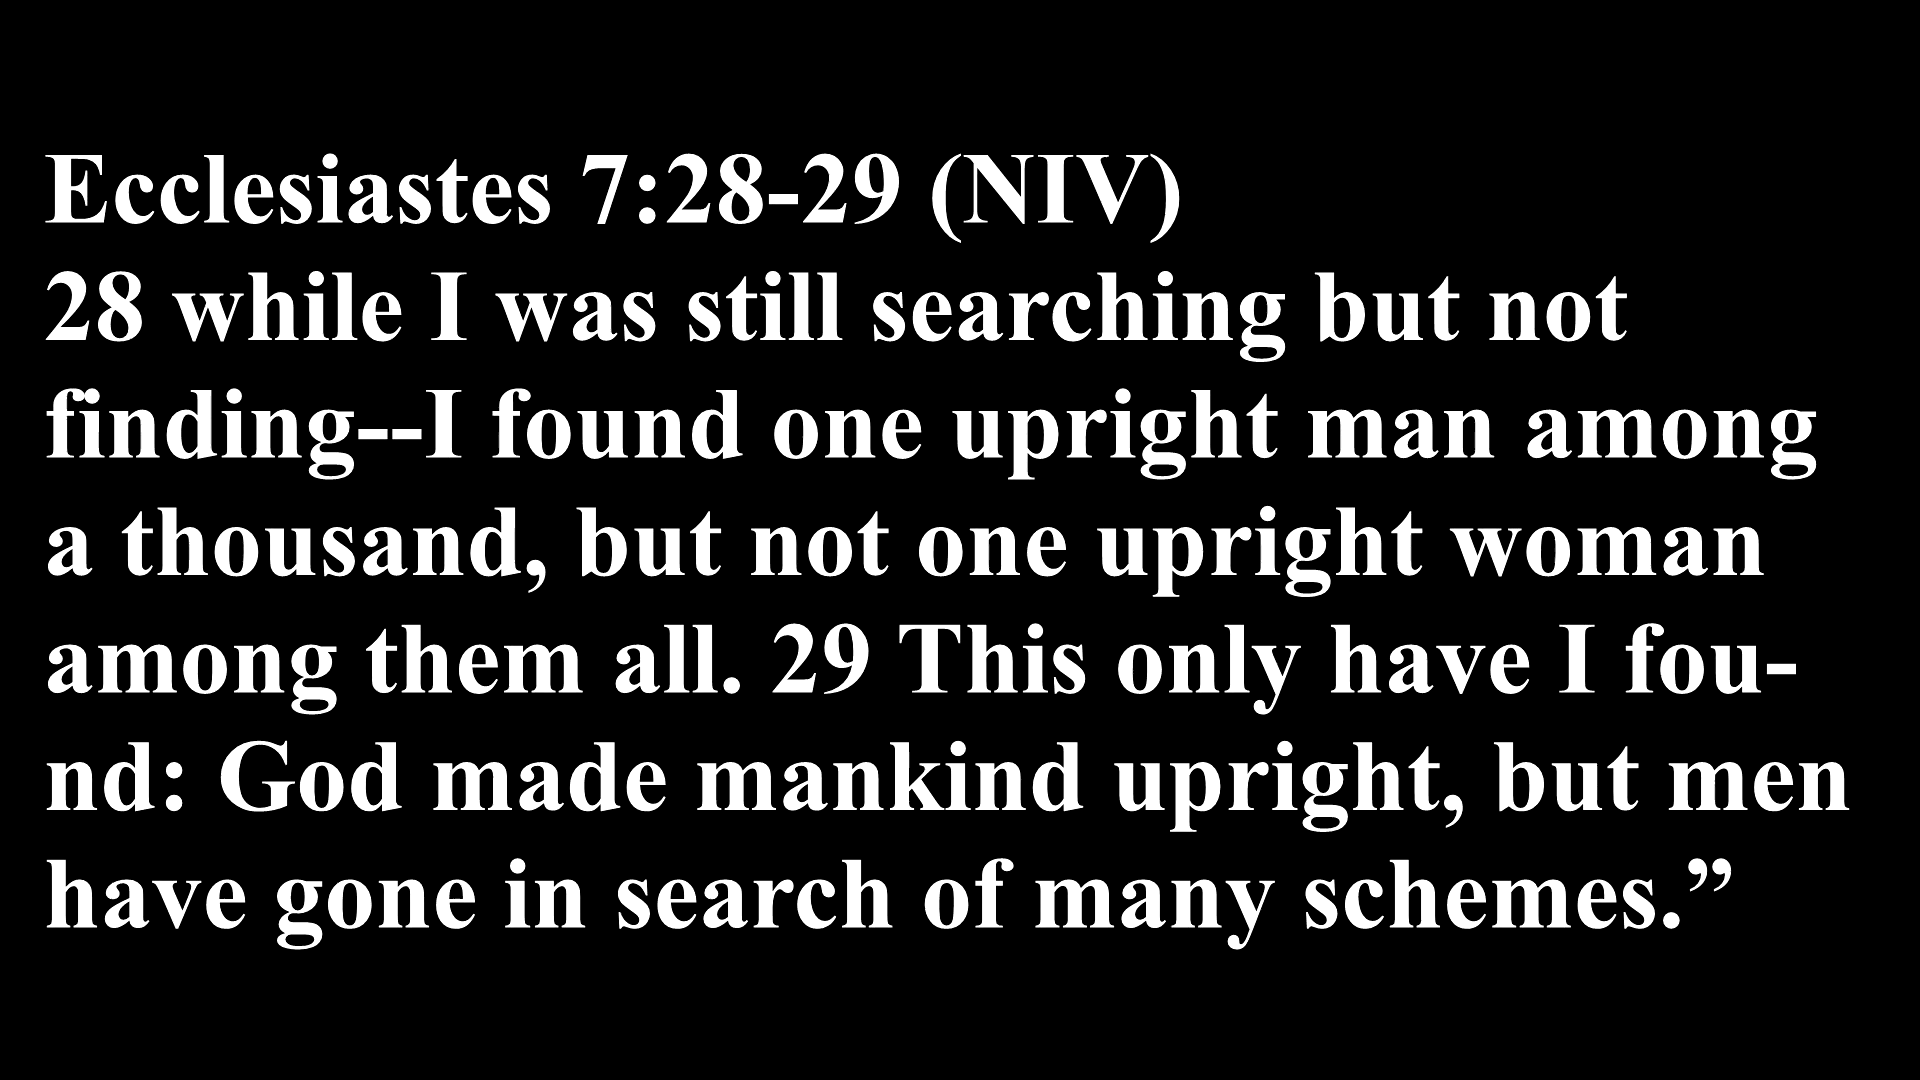 Ecclesiastes 7:28-29 (NIV)
28 while I was still searching but not
finding--I found one upright man among
a thousand, but not one upright woman
among them all. 29 This only have I fou-
nd: God made mankind upright, but men
have gone in search of many schemes.”